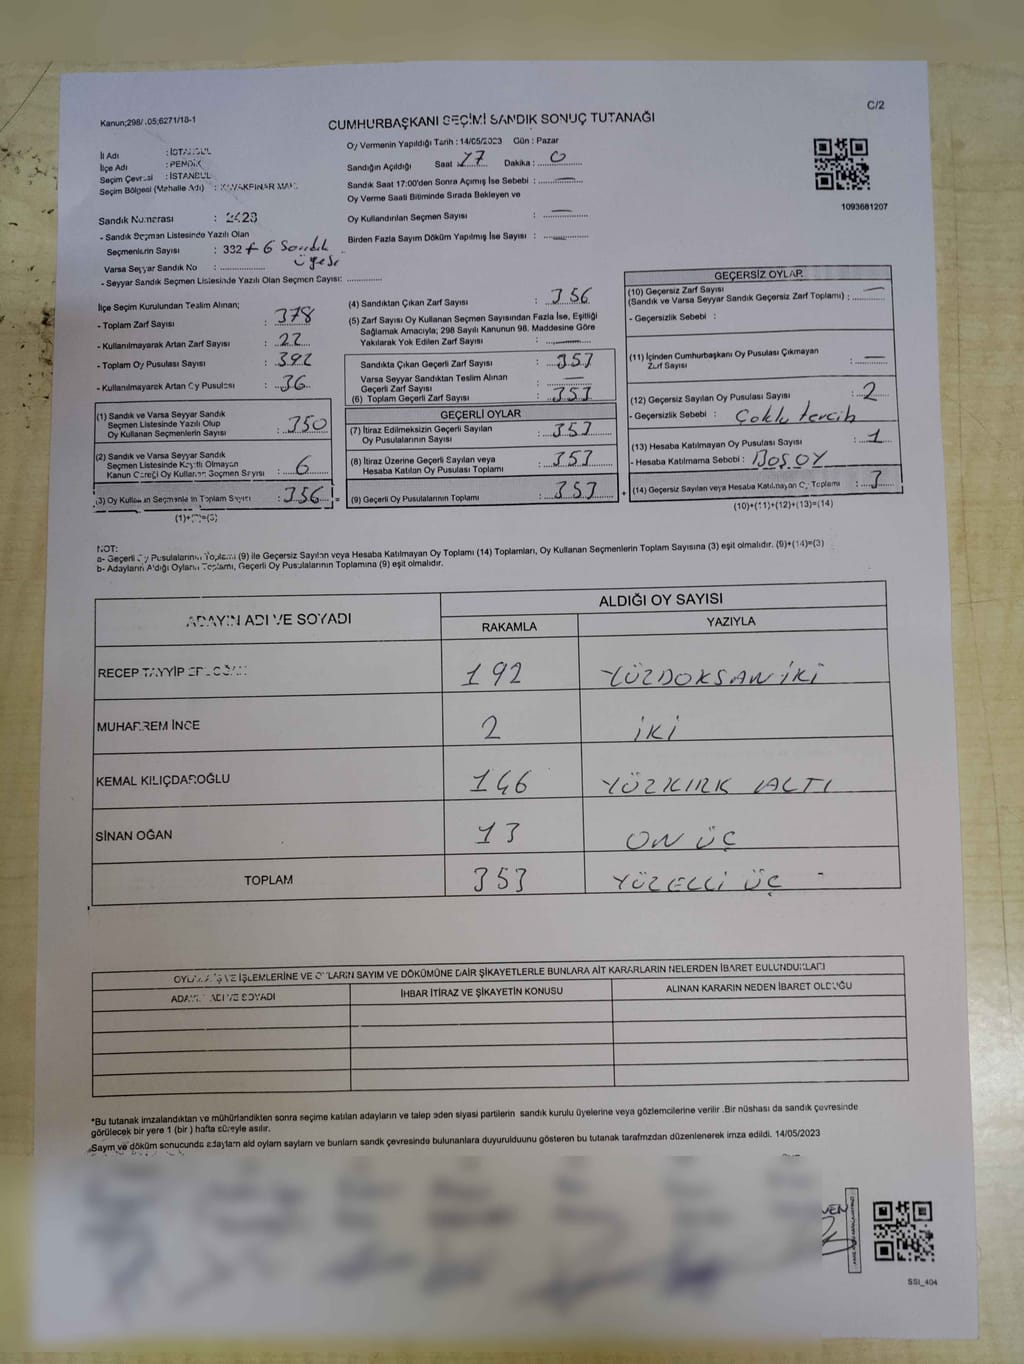 C/2
Kanun;298/ .05;6271/18-1
CUMHURBAŞKANI SEÇİMİ SANDIK SONUÇ TUTANAĞI
Oy Vermenin Yapıldığı Tarih : 14/05/2023 Gün : Pazar
İl Adı : İSTANBUL
İlçe Adı : PENDİK
Seçim Çevresi : İSTANBUL
Seçim Bölgesi (Mahalle Adı) : KAVAKPINAR MAH.
Sandığın Açıldığı Saat 17 Dakika : 0
Sandık Saat 17:00'den Sonra Açımış İse Sebebi : —
Oy Verme Saati Bitiminde Sırada Bekleyen ve
Oy Kullandırılan Seçmen Sayısı : —
Birden Fazla Sayım Döküm Yapılmış İse Sayısı : —
1093681207
Sandık Numarası : 2423
- Sandık Seçmen Listesinde Yazılı Olan
Seçmenlerin Sayısı : 332 + 6 Sandık
üyesi
Varsa Seyyar Sandık No :
- Seyyar Sandık Seçmen Listesinde Yazılı Olan Seçmen Sayısı:
İlçe Seçim Kurulundan Teslim Alınan;
- Toplam Zarf Sayısı : 378
- Kullanılmayarak Artan Zarf Sayısı : 22
- Toplam Oy Pusulası Sayısı : 392
- Kullanılmayarak Artan Oy Pusulası : 36
(1) Sandık ve Varsa Seyyar Sandık
Seçmen Listesinde Yazılı Olup
Oy Kullanan Seçmenlerin Sayısı : 350
(2) Sandık ve Varsa Seyyar Sandık
Seçmen Listesinde Kayıtlı Olmayan
Kanun Gereği Oy Kullanan Seçmen Sayısı : 6
(3) Oy Kullanan Seçmenlerin Toplam Sayısı : 356 =
(1)+(2)=(3)
(4) Sandıktan Çıkan Zarf Sayısı : 356
(5) Zarf Sayısı Oy Kullanan Seçmen Sayısından Fazla İse, Eşitliği
Sağlamak Amacıyla; 298 Sayılı Kanunun 98. Maddesine Göre
Yakılarak Yok Edilen Zarf Sayısı : —
Sandıkta Çıkan Geçerli Zarf Sayısı : 353
Varsa Seyyar Sandıktan Teslim Alınan
Geçerli Zarf Sayısı : —
(6) Toplam Geçerli Zarf Sayısı : 353
GEÇERLİ OYLAR
(7) İtiraz Edilmeksizin Geçerli Sayılan
Oy Pusulalarının Sayısı : 353
(8) İtiraz Üzerine Geçerli Sayılan veya
Hesaba Katılan Oy Pusulası Toplamı : 353
(9) Geçerli Oy Pusulalarının Toplamı : 353 +
GEÇERSİZ OYLAR
(10) Geçersiz Zarf Sayısı
(Sandık ve Varsa Seyyar Sandık Geçersiz Zarf Toplamı) : —
- Geçersizlik Sebebi :
(11) İçinden Cumhurbaşkanı Oy Pusulası Çıkmayan
Zarf Sayısı : —
(12) Geçersiz Sayılan Oy Pusulası Sayısı : 2
- Geçersizlik Sebebi : Çoklu tercih
(13) Hesaba Katılmayan Oy Pusulası Sayısı : 1
- Hesaba Katılmama Sebebi : BOŞ OY
(14) Geçersiz Sayılan veya Hesaba Katılmayan Oy Toplamı : 3
(10)+(11)+(12)+(13)=(14)
NOT:
a- Geçerli Oy Pusulalarının Toplamı (9) ile Geçersiz Sayılan veya Hesaba Katılmayan Oy Toplamı (14) Toplamları, Oy Kullanan Seçmenlerin Toplam Sayısına (3) eşit olmalıdır. (9)+(14)=(3)
b- Adayların Aldığı Oyların Toplamı, Geçerli Oy Pusulalarının Toplamına (9) eşit olmalıdır.
ADAYIN ADI VE SOYADI
ALDIĞI OY SAYISI
RAKAMLA YAZIYLA
RECEP TAYYİP ERDOĞAN 192 YÜZDOKSAN İKİ
MUHARREM İNCE 2 İKİ
KEMAL KILIÇDAROĞLU 146 YÜZKIRK ALTI
SİNAN OĞAN 13 ON ÜÇ
TOPLAM 353 YÜZELLİ ÜÇ
OYLAMA İŞ VE İŞLEMLERİNE VE OYLARIN SAYIM VE DÖKÜMÜNE DAİR ŞİKAYETLERLE BUNLARA AİT KARARLARIN NELERDEN İBARET BULUNDUKLARI
ADAYIN ADI VE SOYADI İHBAR İTİRAZ VE ŞİKAYETİN KONUSU ALINAN KARARIN NEDEN İBARET OLDUĞU
*Bu tutanak imzalandıktan ve mühürlendikten sonra seçime katılan adayların ve talep eden siyasi partilerin sandık kurulu üyelerine veya gözlemcilerine verilir .Bir nüshası da sandık çevresinde
görülecek bir yere 1 (bir ) hafta süreyle asılır.
Saym ve döküm sonucunda adaylarn ald oylarn saylarn ve bunlarn sandk çevresinde bulunanlara duyurulduunu gösteren bu tutanak tarafmzdan düzenlenerek imza edildi. 14/05/2023
VEN
SSI_404